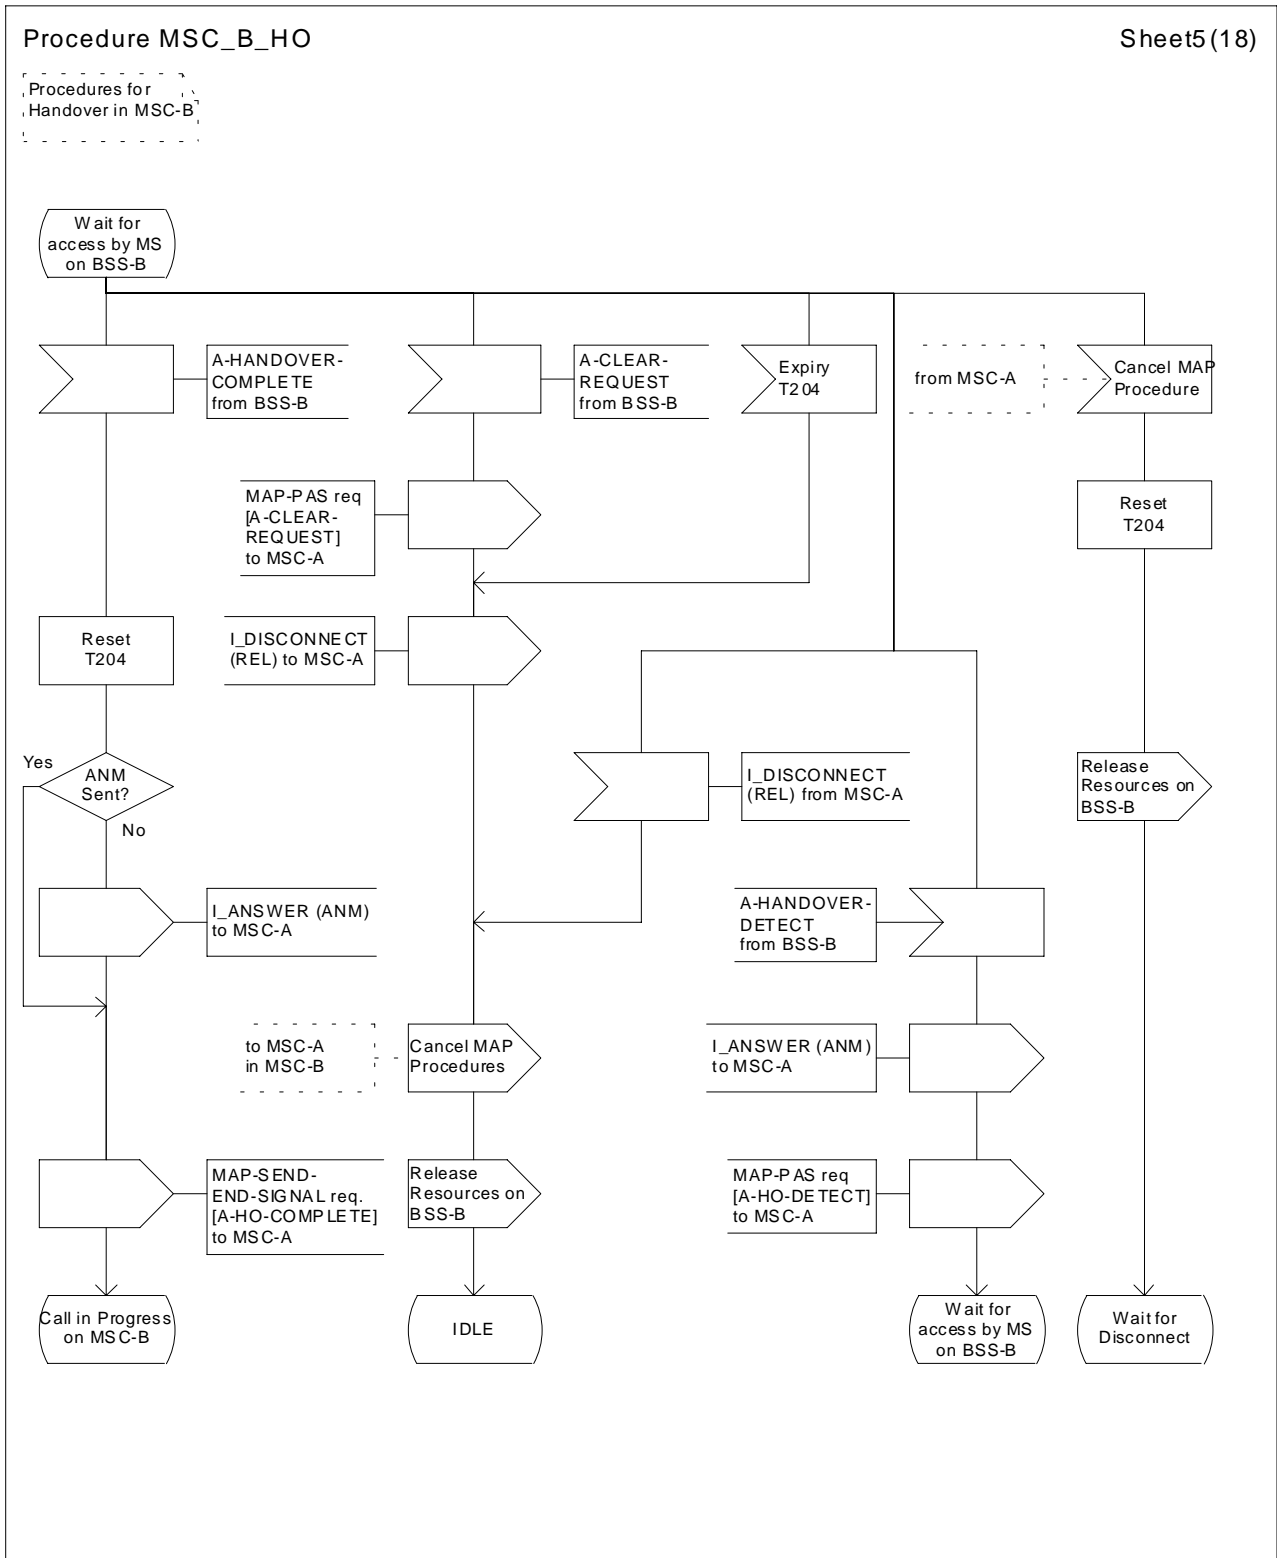 Procedure MSC_B_HO
Sheet5(18)
Procedures for
Handover in MSC-B
Wait for
access by MS
on BSS-B
A-HANDOVER-
COMPLETE
from BSS-B
A-CLEAR-
REQUEST
from BSS-B
Expiry
T204
from MSC-A
Cancel MAP
Procedure
MAP-PAS req
[A-CLEAR-
REQUEST]
to MSC-A
Reset
T204
Reset
T204
I_DISCONNECT
(REL) to MSC-A
Yes
ANM
Sent?
No
I_DISCONNECT
(REL) from MSC-A
Release
Resources on
BSS-B
I_ANSWER (ANM)
to MSC-A
A-HANDOVER-
DETECT
from BSS-B
to MSC-A
in MSC-B
Cancel MAP
Procedures
I_ANSWER (ANM)
to MSC-A
MAP-SEND-
END-SIGNAL req.
[A-HO-COMPLETE]
to MSC-A
Release
Resources on
BSS-B
MAP-PAS req
[A-HO-DETECT]
to MSC-A
Call in Progress
on MSC-B
IDLE
Wait for
access by MS
on BSS-B
Wait for
Disconnect